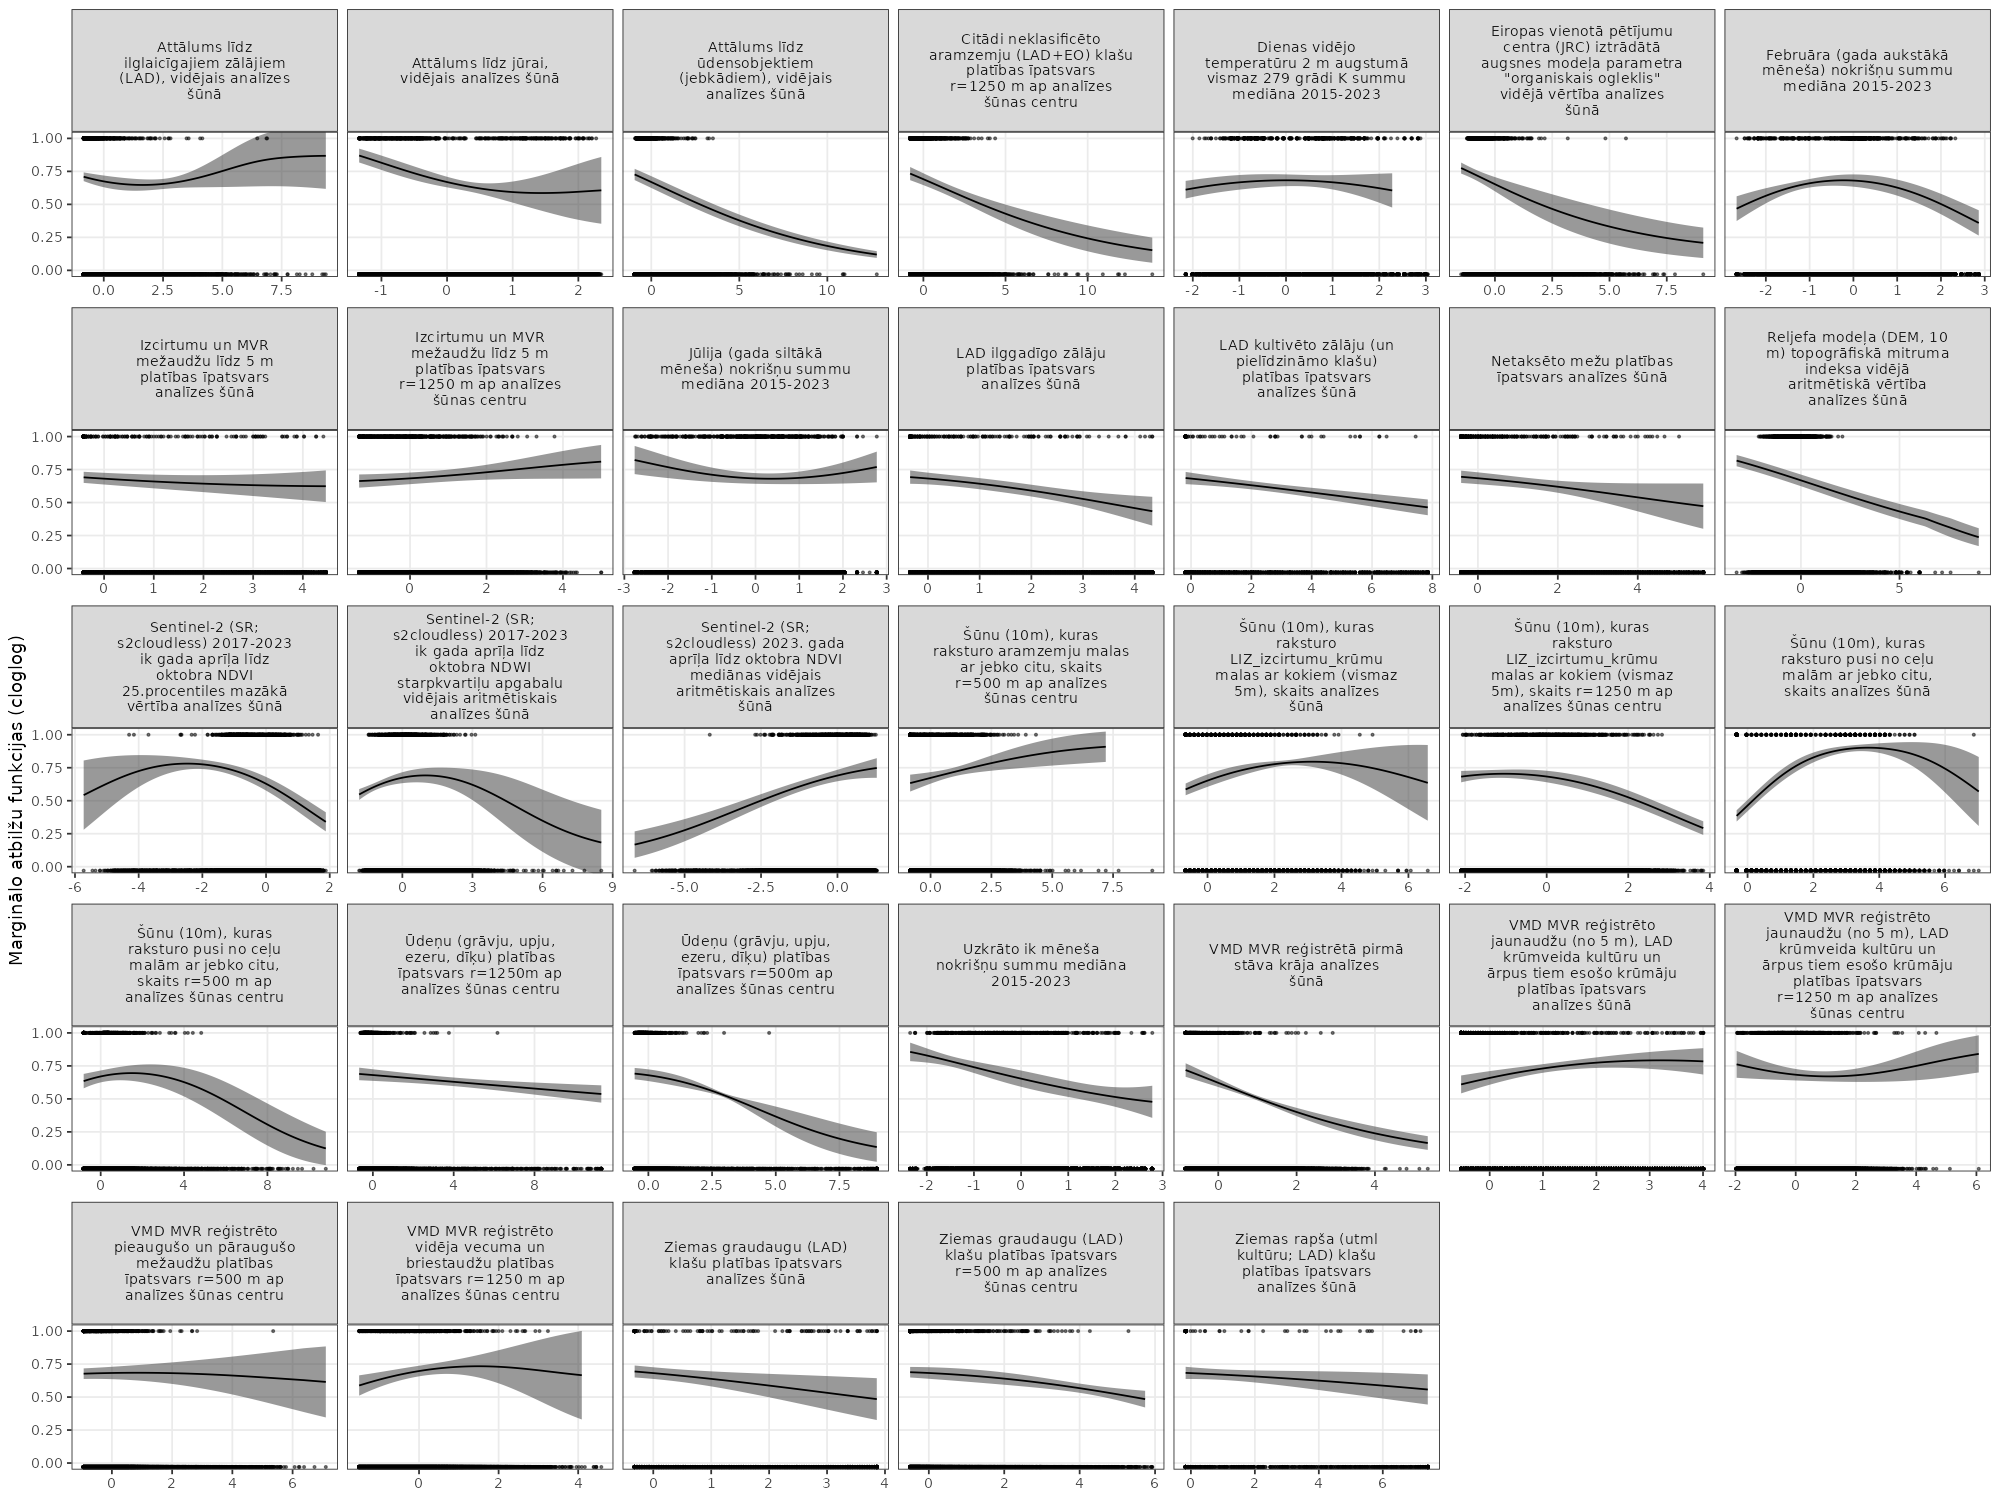 Attālums līdz
ilglaicīgajiem zālājiem
(LAD), vidējais analīzes
šūnā
Attālums līdz jūrai,
vidējais analīzes šūnā
Attālums līdz
ūdensobjektiem
(jebkādiem), vidējais
analīzes šūnā
Citādi neklasificēto
aramzemju (LAD+EO) klašu
platības īpatsvars
r=1250 m ap analīzes
šūnas centru
Dienas vidējo
temperatūru 2 m augstumā
vismaz 279 grādi K summu
mediāna 2015-2023
Eiropas vienotā pētījumu
centra (JRC) iztrādātā
augsnes modeļa parametra
"organiskais ogleklis"
vidējā vērtība analīzes
šūnā
Februāra (gada aukstākā
mēneša) nokrišņu summu
mediāna 2015-2023
1.00
0.75
0.50
0.25
0.00
0.0 2.5 5.0 7.5
-1 0 1 2
0 5 10
0 5 10
-2 -1 0 1 2 3
0.0 2.5 5.0 7.5
-2 -1 0 1 2 3
Izcirtumu un MVR
mežaudžu līdz 5 m
platības īpatsvars
analīzes šūnā
Izcirtumu un MVR
mežaudžu līdz 5 m
platības īpatsvars
r=1250 m ap analīzes
šūnas centru
Jūlija (gada siltākā
mēneša) nokrišņu summu
mediāna 2015-2023
LAD ilggadīgo zālāju
platības īpatsvars
analīzes šūnā
LAD kultivēto zālāju (un
pielīdzināmo klašu)
platības īpatsvars
analīzes šūnā
Netaksēto mežu platības
īpatsvars analīzes šūnā
Reljefa modeļa (DEM, 10
m) topogrāfiskā mitruma
indeksa vidējā
aritmētiskā vērtība
analīzes šūnā
1.00
0.75
0.50
0.25
0.00
0 1 2 3 4
0 2 4
-3 -2 -1 0 1 2 3
0 1 2 3 4
0 2 4 6 8
0 2 4
0 5
Marginālo atbilžu funkcijas (cloglog)
Sentinel-2 (SR;
s2cloudless) 2017-2023
ik gada aprīļa līdz
oktobra NDVI
25.procentiles mazākā
vērtība analīzes šūnā
Sentinel-2 (SR;
s2cloudless) 2017-2023
ik gada aprīļa līdz
oktobra NDWI
starpkvartiļu apgabalu
vidējais aritmētiskais
analīzes šūnā
Sentinel-2 (SR;
s2cloudless) 2023. gada
aprīļa līdz oktobra NDVI
mediānas vidējais
aritmētiskais analīzes
šūnā
Šūnu (10m), kuras
raksturo aramzemju malas
ar jebko citu, skaits
r=500 m ap analīzes
šūnas centru
Šūnu (10m), kuras
raksturo
LIZ_izcirtumu_krūmu
malas ar kokiem (vismaz
5m), skaits analīzes
šūnā
Šūnu (10m), kuras
raksturo
LIZ_izcirtumu_krūmu
malas ar kokiem (vismaz
5m), skaits r=1250 m ap
analīzes šūnas centru
Šūnu (10m), kuras
raksturo pusi no ceļu
malām ar jebko citu,
skaits analīzes šūnā
1.00
0.75
0.50
0.25
0.00
-6 -4 -2 0 2
0 3 6 9
-5.0 -2.5 0.0
0.0 2.5 5.0 7.5
0 2 4 6
-2 0 2 4
0 2 4 6
Šūnu (10m), kuras
raksturo pusi no ceļu
malām ar jebko citu,
skaits r=500 m ap
analīzes šūnas centru
Ūdeņu (grāvju, upju,
ezeru, dīķu) platības
īpatsvars r=1250m ap
analīzes šūnas centru
Ūdeņu (grāvju, upju,
ezeru, dīķu) platības
īpatsvars r=500m ap
analīzes šūnas centru
Uzkrāto ik mēneša
nokrišņu summu mediāna
2015-2023
VMD MVR reģistrētā pirmā
stāva krāja analīzes
šūnā
VMD MVR reģistrēto
jaunaudžu (no 5 m), LAD
krūmveida kultūru un
ārpus tiem esošo krūmāju
platības īpatsvars
analīzes šūnā
VMD MVR reģistrēto
jaunaudžu (no 5 m), LAD
krūmveida kultūru un
ārpus tiem esošo krūmāju
platības īpatsvars
r=1250 m ap analīzes
šūnas centru
1.00
0.75
0.50
0.25
0.00
0 4 8
0 4 8
0.0 2.5 5.0 7.5
-2 -1 0 1 2 3
0 2 4
0 1 2 3 4
-2 0 2 4 6
VMD MVR reģistrēto
pieaugušo un pāraugušo
mežaudžu platības
īpatsvars r=500 m ap
analīzes šūnas centru
VMD MVR reģistrēto
vidēja vecuma un
briestaudžu platības
īpatsvars r=1250 m ap
analīzes šūnas centru
Ziemas graudaugu (LAD)
klašu platības īpatsvars
analīzes šūnā
Ziemas graudaugu (LAD)
klašu platības īpatsvars
r=500 m ap analīzes
šūnas centru
Ziemas rapša (utml
kultūru; LAD) klašu
platības īpatsvars
analīzes šūnā
1.00
0.75
0.50
0.25
0.00
0 2 4 6
0 2 4
0 1 2 3 4
0 2 4 6
0 2 4 6